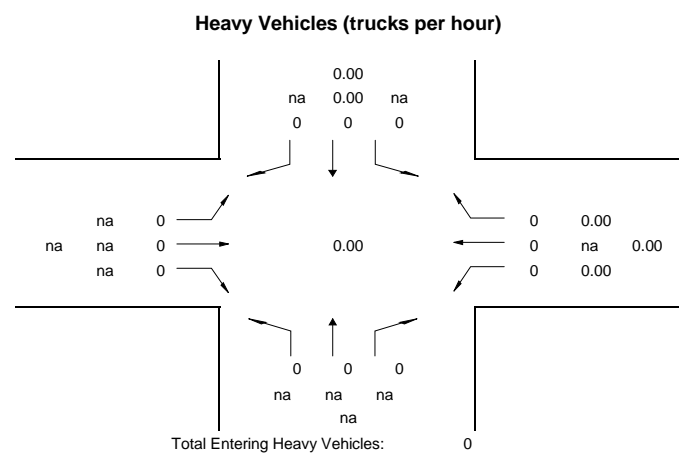 Heavy Vehicles (trucks per hour)
0.00
na 0.00 na
0 0 0
na 0 0 0.00
na na 0 0.00 0 na 0.00
na 0 0 0.00
0 0 0
na na na
na
Total Entering Heavy Vehicles: 0